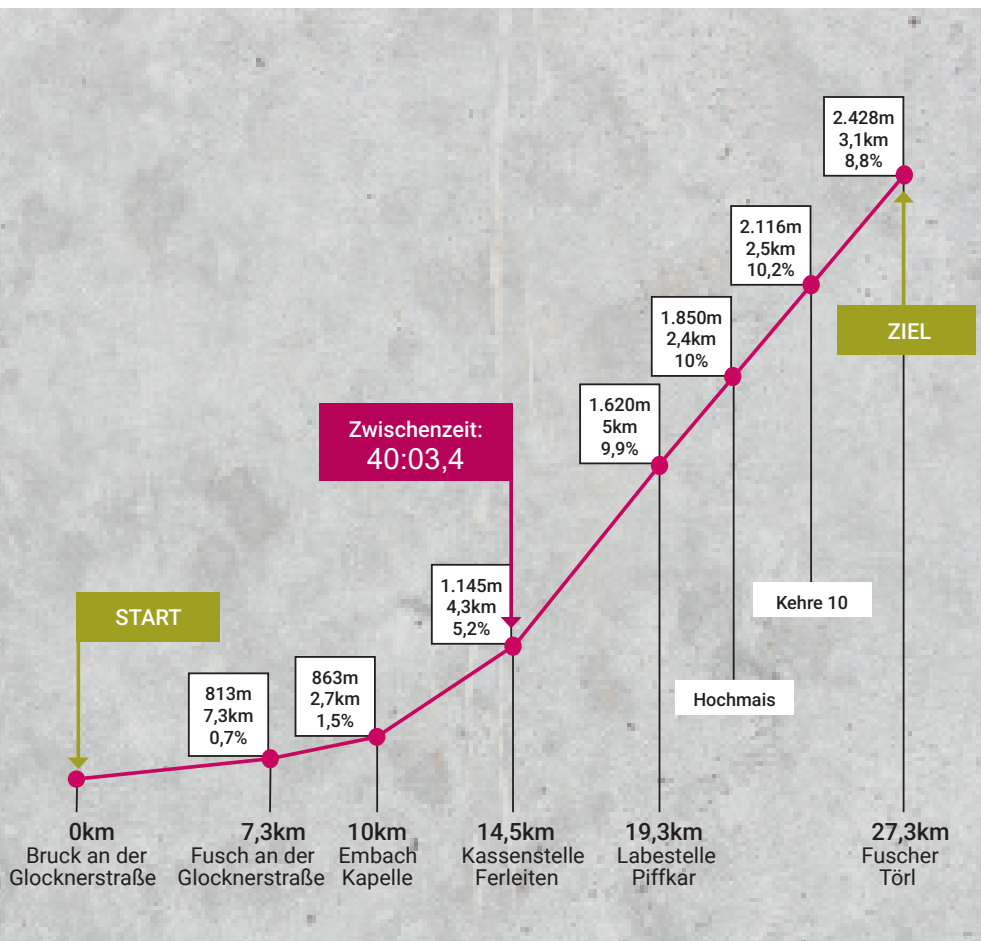 2.428m
3,1km
8,8%
2.116m
2,5km
10,2%
ZIEL
1.850m
2,4km
10%
1.620m
5km
9,9%
Zwischenzeit:
40:03,4
1.145m
4,3km
5,2%
Kehre 10
START
863m
2,7km
1,5%
813m
7,3km
0,7%
Hochmais
0km
Bruck an der
Glocknerstraße
7,3km
Fusch an der
Glocknerstraße
10km
Embach
Kapelle
14,5km
Kassenstelle
Ferleiten
19,3km
Labestelle
Piffkar
27,3km
Fuscher
Törl